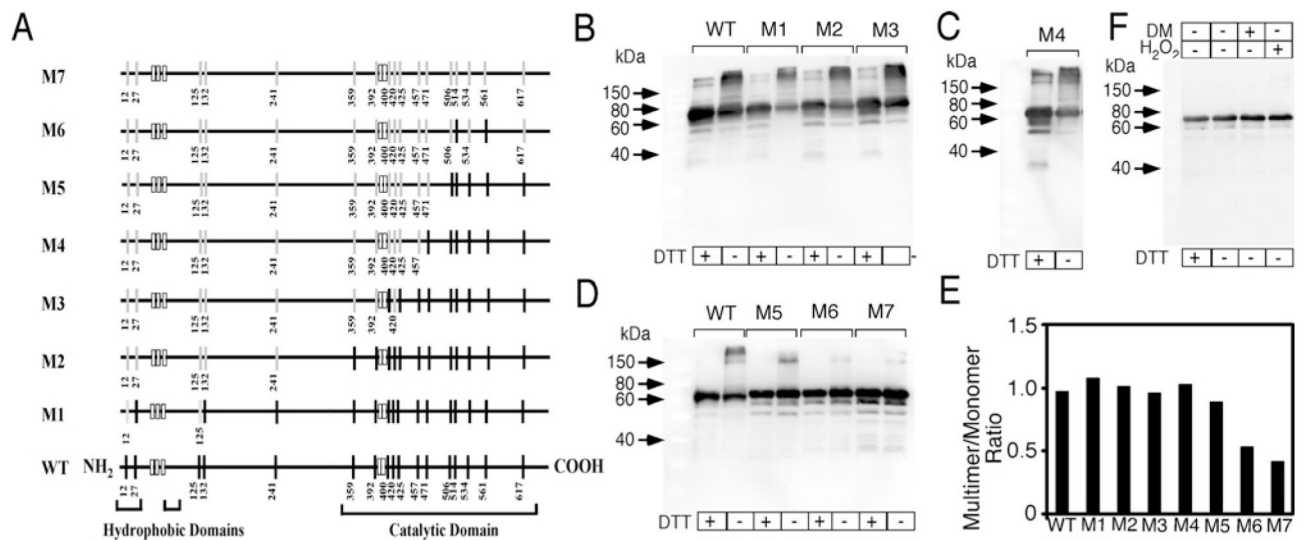 A
M7
12 27 125 132 241 359 392 400 420 425 457 471 506 514 534 561 617
M6
12 27 125 132 241 359 392 400 420 425 457 471 506 534 617
M5
12 27 125 132 241 359 392 400 420 425 457 471
M4
12 27 125 132 241 359 392 400 420 425 457
M3
12 27 125 132 241 359 392 420
M2
12 27 125 132 241
M1
12 125
WT NH2 COOH
12 27 125 132 241 359 392 400 420 425 457 471 506 514 534 561 617
Hydrophobic Domains Catalytic Domain
B
WT M1 M2 M3
kDa
150
80
60
40
DTT + - + - + - + -
C
M4
kDa
150
80
60
40
DTT + -
F
DM - - + -
H2O2 - - - +
kDa
150
80
60
40
DTT + - - -
D
WT M5 M6 M7
kDa
150
80
60
40
DTT + - + - + - + -
E
Multimer/Monomer
Ratio
1.5
1.0
0.5
0
WT M1 M2 M3 M4 M5 M6 M7